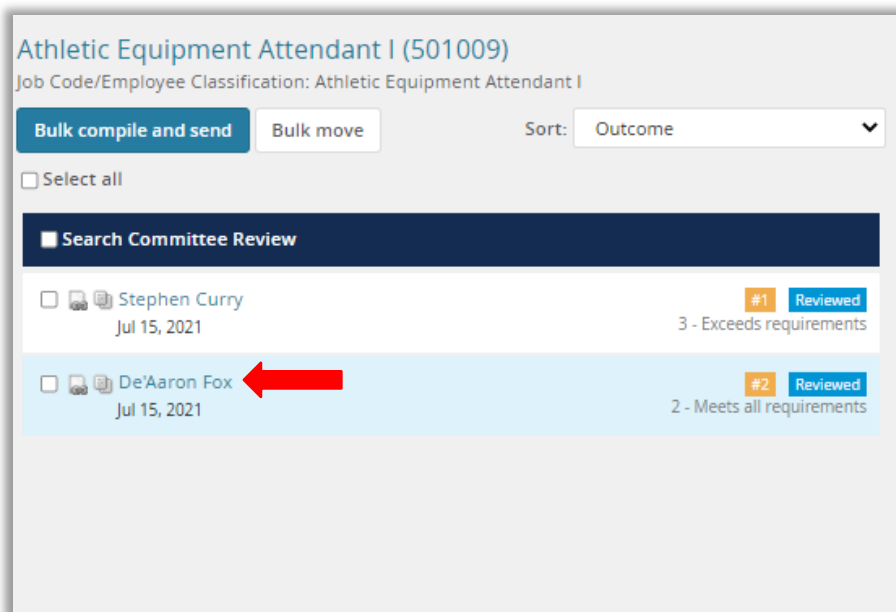 Athletic Equipment Attendant I (501009)
Job Code/Employee Classification: Athletic Equipment Attendant I
Bulk compile and send Bulk move Sort: Outcome
Select all
Search Committee Review
Stephen Curry #1 Reviewed
Jul 15, 2021 3 - Exceeds requirements
De'Aaron Fox #2 Reviewed
Jul 15, 2021 2 - Meets all requirements